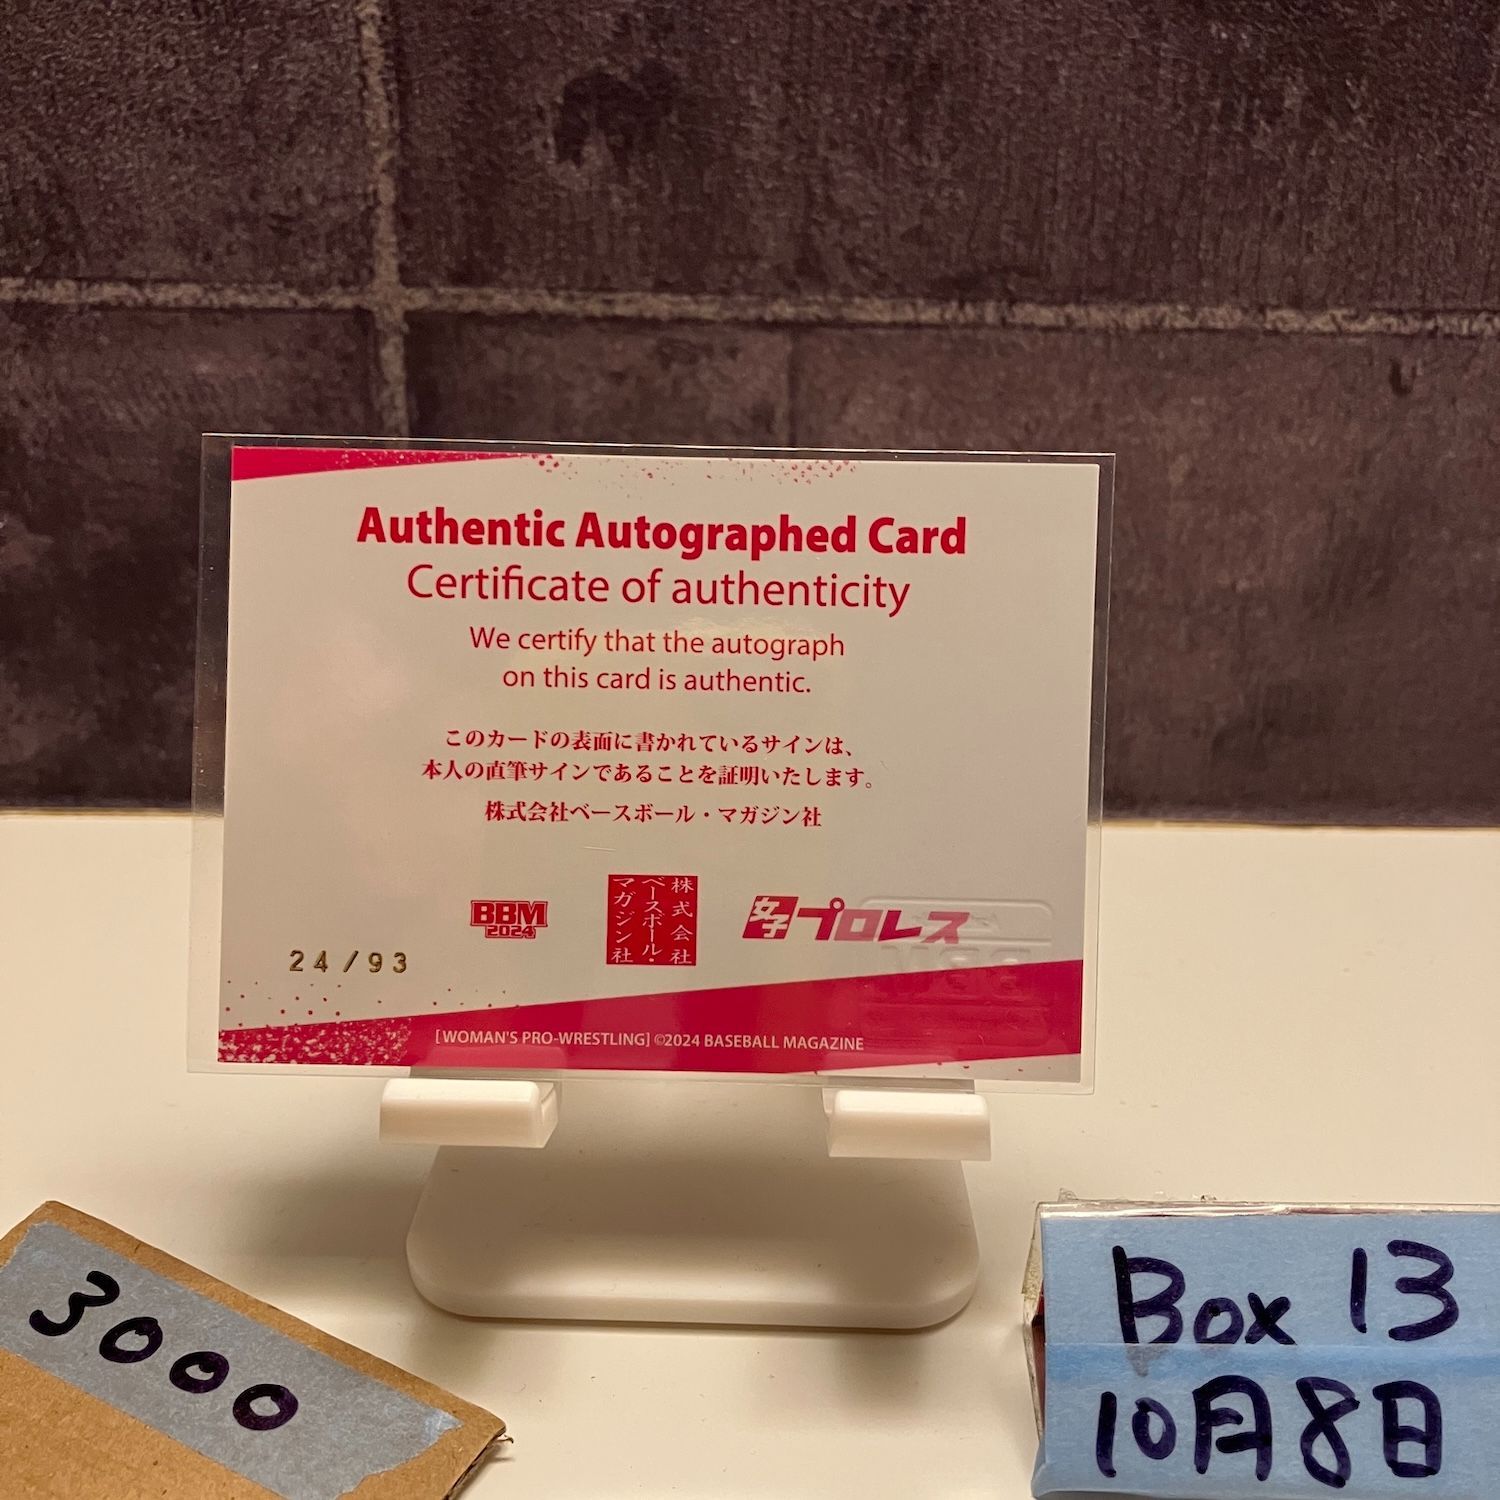 Authentic Autographed Card
Certificate of authenticity
We certify that the autograph
on this card is authentic.
このカードの表面に書かれているサインは、
本人の直筆サインであることを証明いたします。
株式会社ベースボール・マガジン社
BBM
2024
株式会社
ベースボール・
マガジン社
女子プロレス
24/93
[WOMAN'S PRO-WRESTLING] ©2024 BASEBALL MAGAZINE
3000
Box 13
10月8日